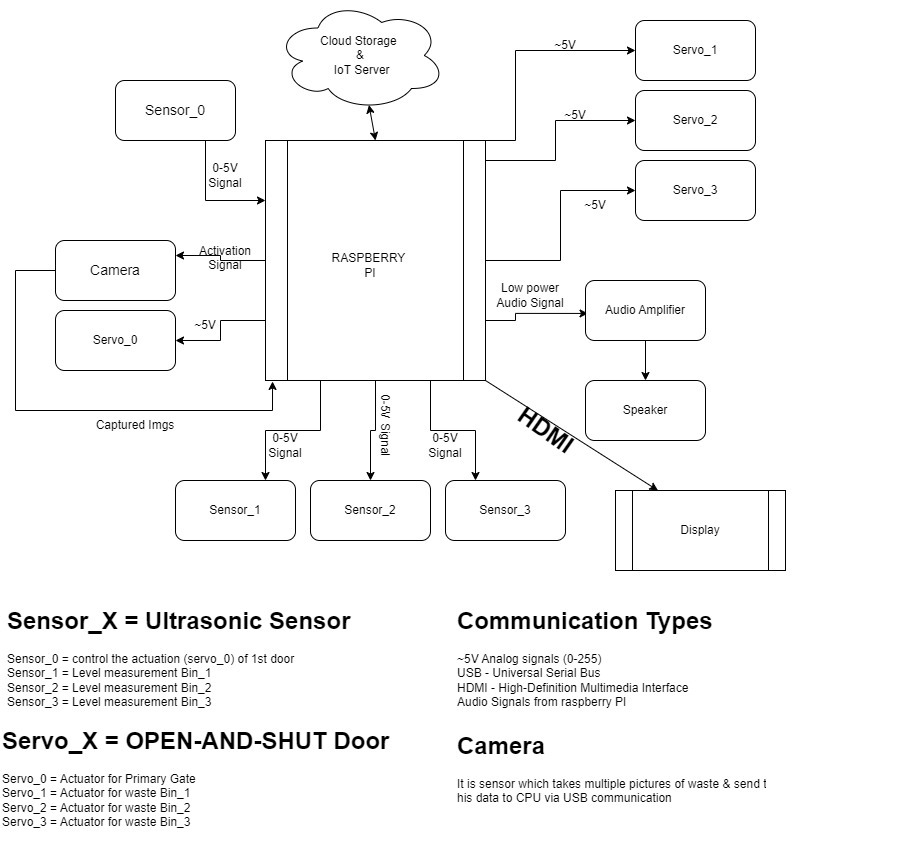 Cloud Storage
&
IoT Server
~5V
Servo_1
Sensor_0
~5V
Servo_2
0-5V
Signal
Servo_3
~5V
Activation
Signal
Camera
RASPBERRY
PI
Low power
Audio Signal
Audio Amplifier
~5V
Servo_0
Captured Imgs
0-5V
Signal
0-5V Signal
0-5V
Signal
HDMI
Speaker
Sensor_1
Sensor_2
Sensor_3
Display
Sensor_X = Ultrasonic Sensor
Sensor_0 = control the actuation (servo_0) of 1st door
Sensor_1 = Level measurement Bin_1
Sensor_2 = Level measurement Bin_2
Sensor_3 = Level measurement Bin_3
Servo_X = OPEN-AND-SHUT Door
Servo_0 = Actuator for Primary Gate
Servo_1 = Actuator for waste Bin_1
Servo_2 = Actuator for waste Bin_2
Servo_3 = Actuator for waste Bin_3
Communication Types
~5V Analog signals (0-255)
USB - Universal Serial Bus
HDMI - High-Definition Multimedia Interface
Audio Signals from raspberry PI
Camera
It is sensor which takes multiple pictures of waste & send t
his data to CPU via USB communication